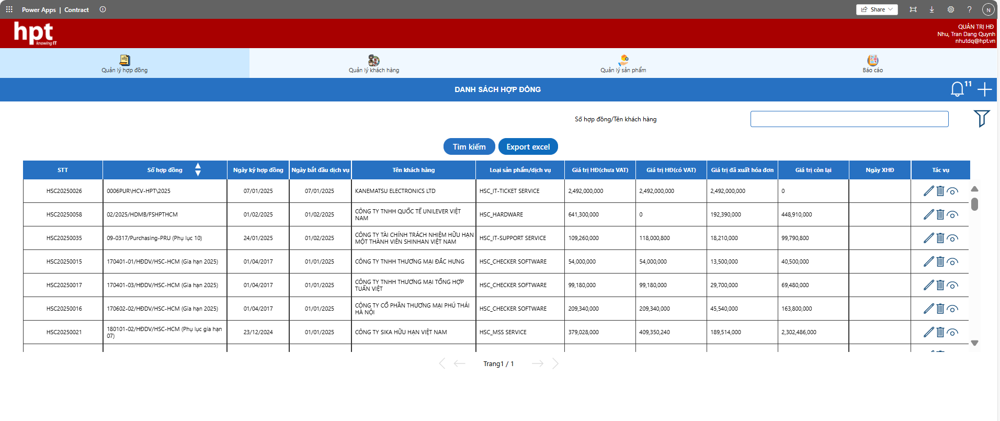 Power Apps | Contract
Share
?
N
hpt
knowing IT
QUẢN TRỊ HĐ
Nhu, Tran Dang Quynh
nhutdq@hpt.vn
Quản lý hợp đồng
Quản lý khách hàng
Quản lý sản phẩm
Báo cáo
DANH SÁCH HỢP ĐỒNG
11
Số hợp đồng/Tên khách hàng
Tìm kiếm
Export excel
STT Số hợp đồng Ngày ký hợp đồng Ngày bắt đầu dịch vụ Tên khách hàng Loại sản phẩm/dịch vụ Giá trị HĐ(chưa VAT) Giá trị HĐ(có VAT) Giá trị đã xuất hóa đơn Giá trị còn lại Ngày XHĐ Tác vụ
HSC20250026 0006PUR\HCV-HPT\2025 07/01/2025 07/01/2025 KANEMATSU ELECTRONICS LTD HSC_IT-TICKET SERVICE 2,492,000,000 2,492,000,000 2,492,000,000 0
HSC20250058 02/2025/HDMB/FSHPTHCM 01/02/2025 01/02/2025 CÔNG TY TNHH QUỐC TẾ UNILEVER VIỆT
NAM HSC_HARDWARE 641,300,000 0 192,390,000 448,910,000
HSC20250035 09-0317/Purchasing-PRU (Phụ lục 10) 24/01/2025 01/02/2025 CÔNG TY TÀI CHÍNH TRÁCH NHIỆM HỮU HẠN
MỘT THÀNH VIÊN SHINHAN VIỆT NAM HSC_IT-SUPPORT SERVICE 109,260,000 118,000,800 18,210,000 99,790,800
HSC20250015 170401-01/HĐDV/HSC-HCM (Gia hạn 2025) 01/04/2017 01/01/2025 CÔNG TY TNHH THƯƠNG MẠI ĐẮC HƯNG HSC_CHECKER SOFTWARE 54,000,000 54,000,000 13,500,000 40,500,000
HSC20250017 170401-03/HĐDV/HSC-HCM (Gia hạn 2025) 01/04/2017 01/01/2025 CÔNG TY TNHH THƯƠNG MẠI TỔNG HỢP
TUẤN VIỆT HSC_CHECKER SOFTWARE 99,180,000 99,180,000 29,700,000 69,480,000
HSC20250016 170602-02/HĐDV/HSC-HCM (Gia hạn 2025) 01/04/2017 01/01/2025 CÔNG TY CỔ PHẦN THƯƠNG MẠI PHÚ THÁI
HÀ NỘI HSC_CHECKER SOFTWARE 209,340,000 209,340,000 45,540,000 163,800,000
HSC20250021 180101-02/HĐDV/HSC-HCM (Phụ lục gia hạn
07) 23/12/2024 01/01/2025 CÔNG TY SIKA HỮU HẠN VIỆT NAM HSC_MSS SERVICE 379,028,000 409,350,240 189,514,000 2,302,486,000
Trang1 / 1